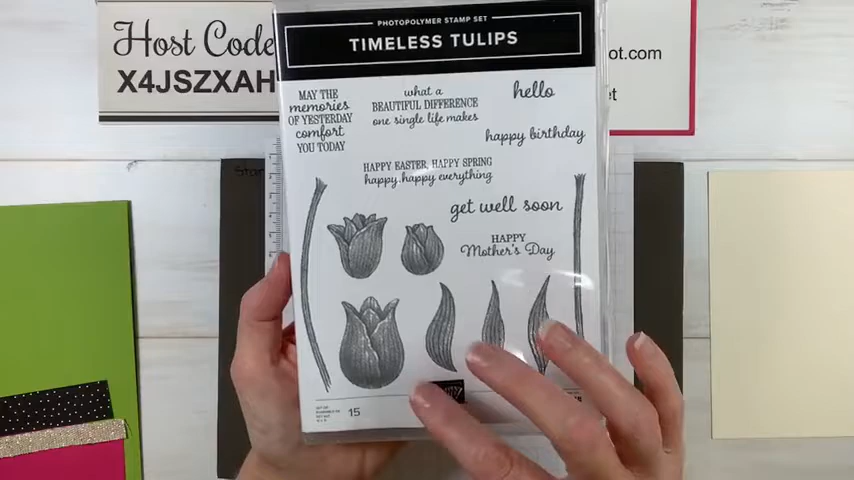 Host Code
X4JSZXAH
ot.com
et
PHOTOPOLYMER STAMP SET
TIMELESS TULIPS
MAY THE
memories
OF YESTERDAY
comfort
YOU TODAY
what a
BEAUTIFUL DIFFERENCE
one single life makes
hello
happy birthday
HAPPY EASTER, HAPPY SPRING
happy, happy everything
get well soon
HAPPY
Mother's Day
15